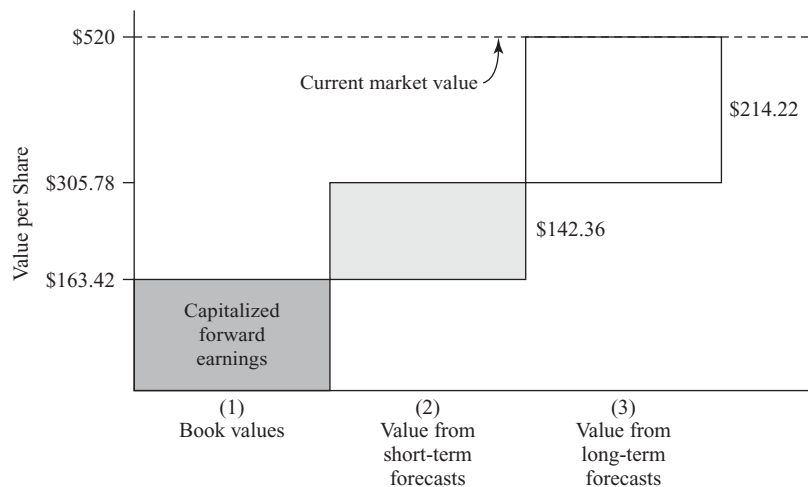 $520
Current market value
$214.22
$305.78
$142.36
$163.42
Value per Share
Capitalized
forward
earnings
(1)
Book values
(2)
Value from
short-term
forecasts
(3)
Value from
long-term
forecasts